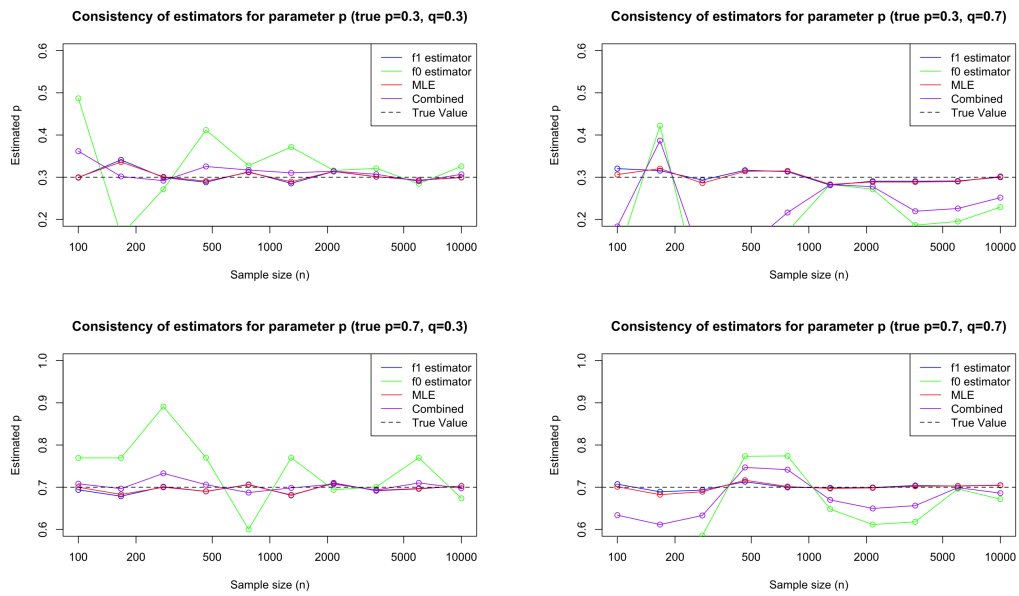 Consistency of estimators for parameter p (true p=0.3, q=0.3)
Estimated p
0.6
0.5
0.4
0.3
0.2
f1 estimator
f0 estimator
MLE
Combined
True Value
100 200 500 1000 2000 5000 10000
Sample size (n)
Consistency of estimators for parameter p (true p=0.3, q=0.7)
Estimated p
0.6
0.5
0.4
0.3
0.2
f1 estimator
f0 estimator
MLE
Combined
True Value
100 200 500 1000 2000 5000 10000
Sample size (n)
Consistency of estimators for parameter p (true p=0.7, q=0.3)
Estimated p
1.0
0.9
0.8
0.7
0.6
f1 estimator
f0 estimator
MLE
Combined
True Value
100 200 500 1000 2000 5000 10000
Sample size (n)
Consistency of estimators for parameter p (true p=0.7, q=0.7)
Estimated p
1.0
0.9
0.8
0.7
0.6
f1 estimator
f0 estimator
MLE
Combined
True Value
100 200 500 1000 2000 5000 10000
Sample size (n)